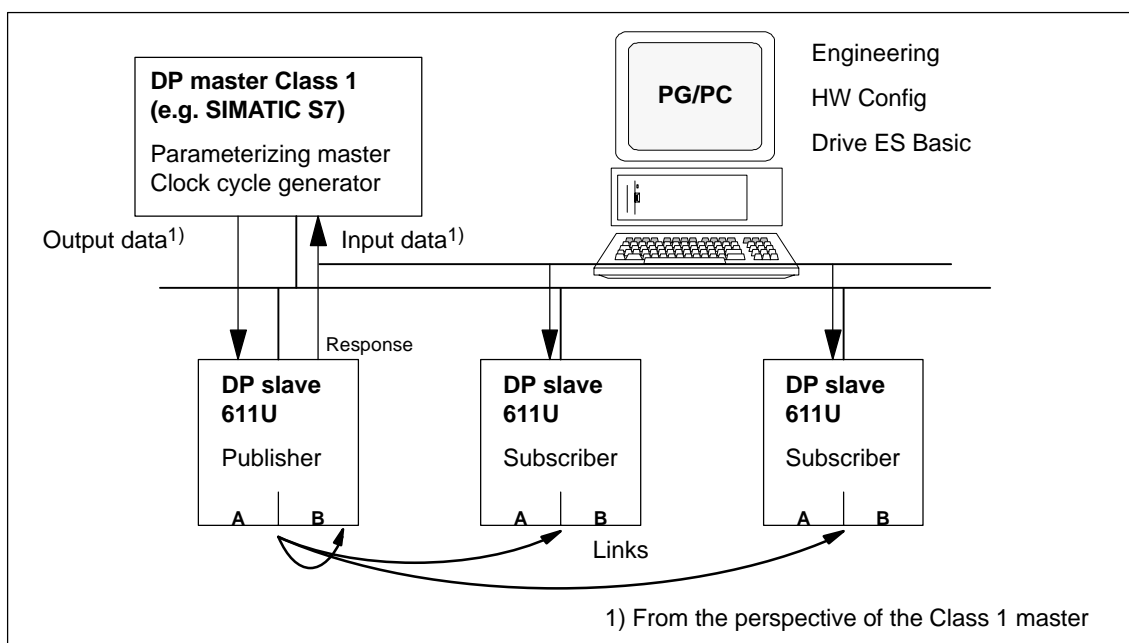 DP master Class 1
(e.g. SIMATIC S7)
Parameterizing master
Clock cycle generator
PG/PC
Engineering
HW Config
Drive ES Basic
Output data1)
Input data1)
Response
DP slave
611U
Publisher
A B
DP slave
611U
Subscriber
A B
DP slave
611U
Subscriber
A B
Links
1) From the perspective of the Class 1 master